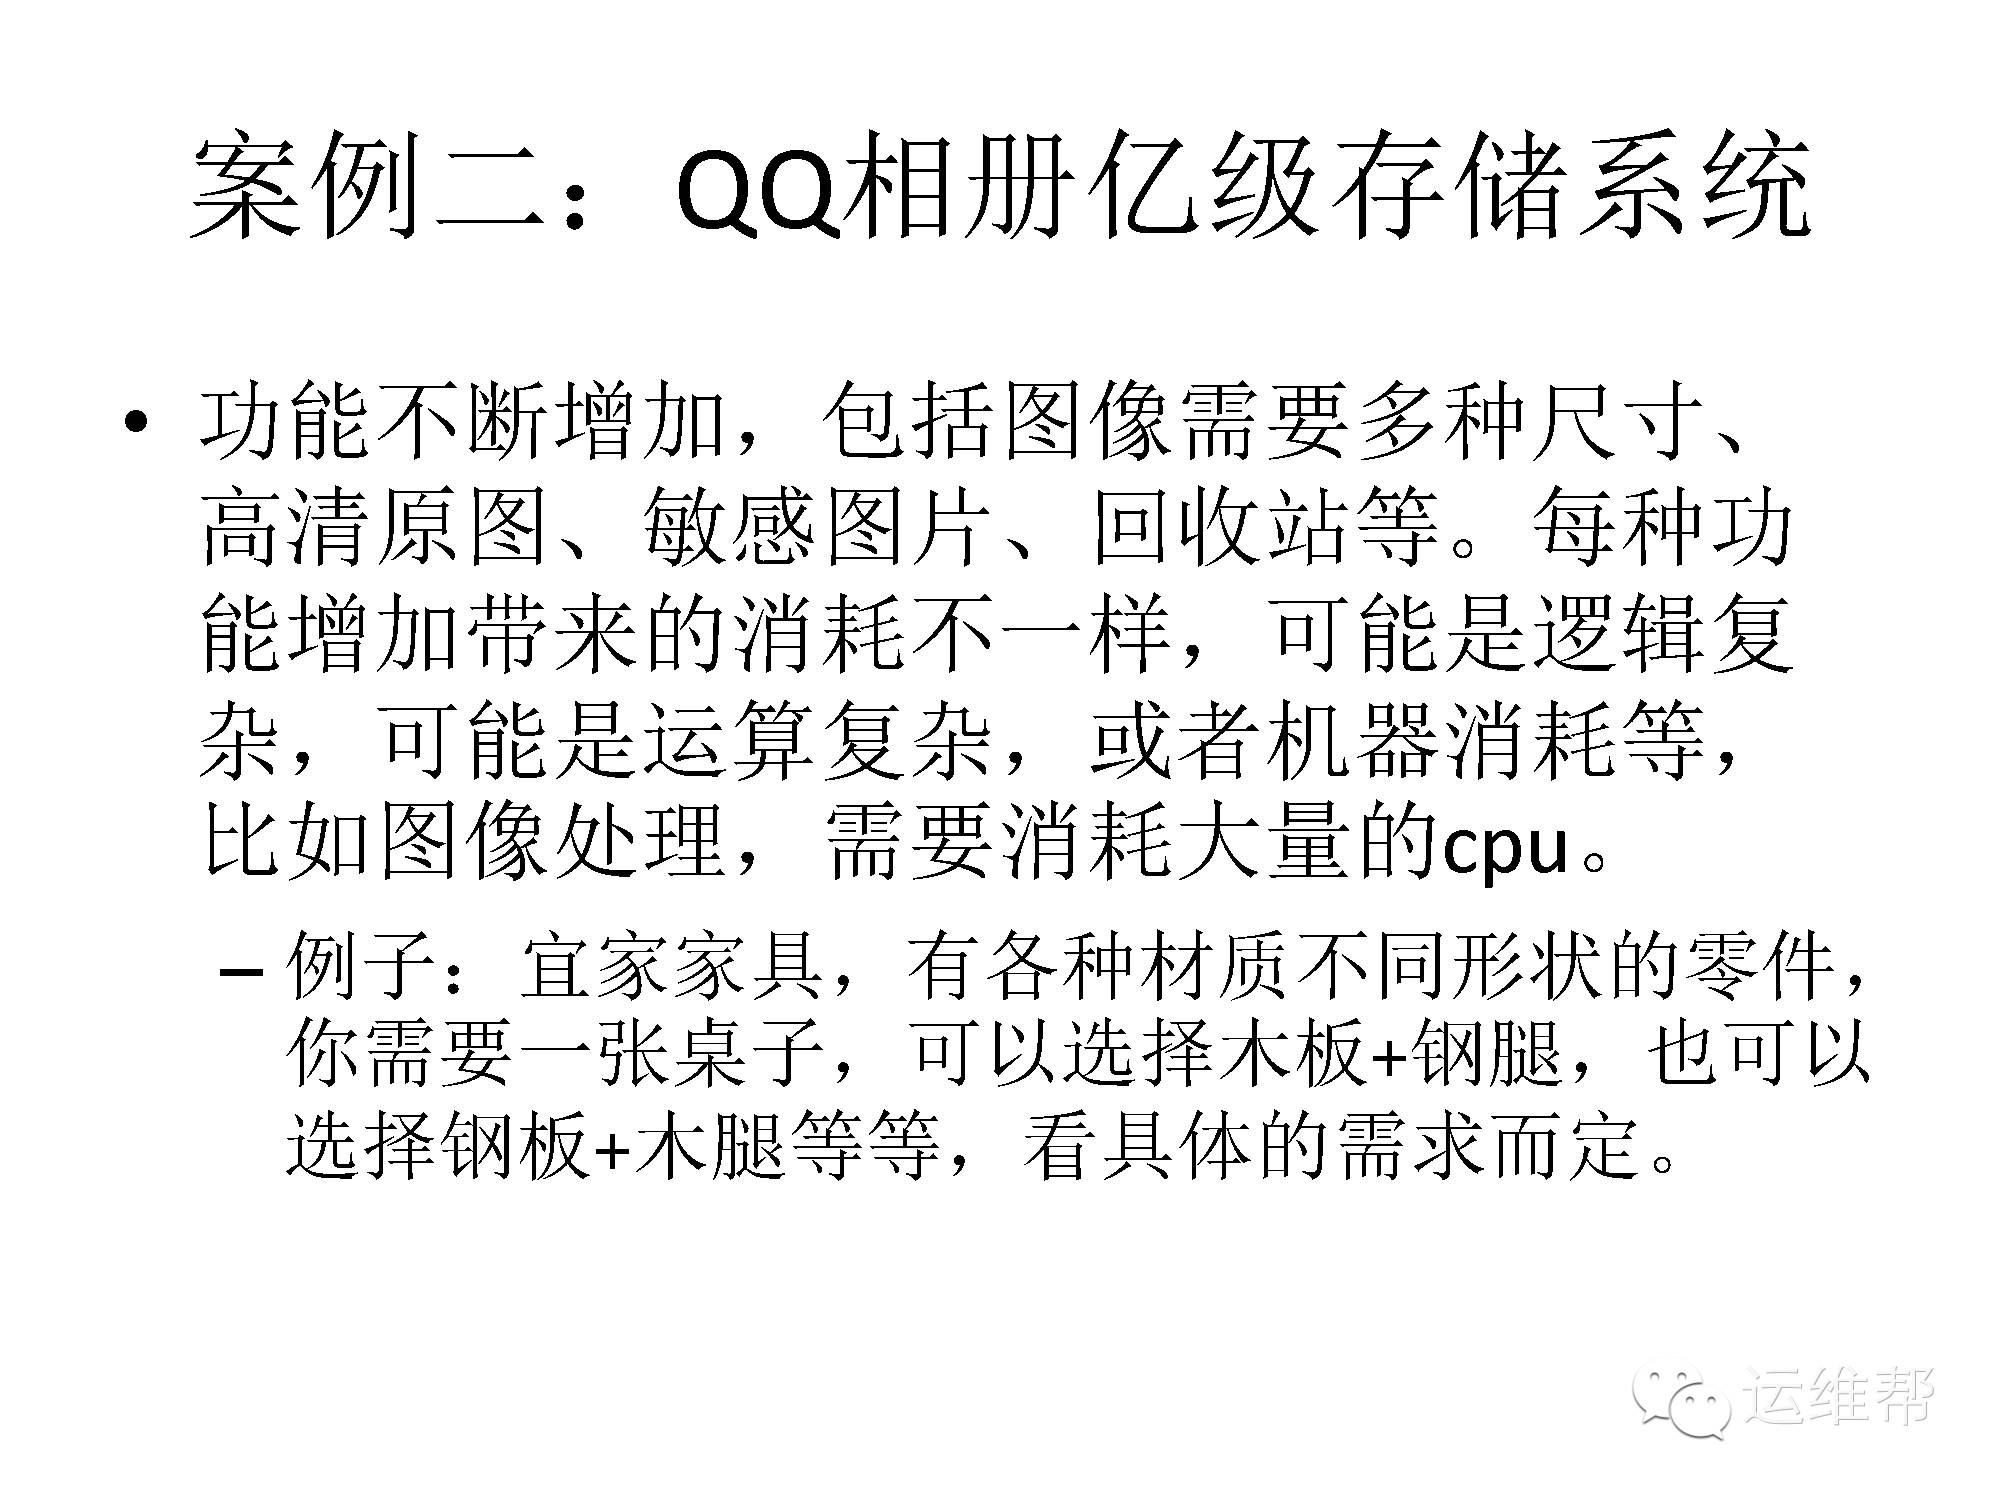 案例二：QQ相册亿级存储系统
• 功能不断增加，包括图像需要多种尺寸、
高清原图、敏感图片、回收站等。每种功
能增加带来的消耗不一样，可能是逻辑复
杂，可能是运算复杂，或者机器消耗等，
比如图像处理，需要消耗大量的cpu。
– 例子：宜家家具，有各种材质不同形状的零件，
你需要一张桌子，可以选择木板+钢腿，也可以
选择钢板+木腿等等，看具体的需求而定。
运维帮